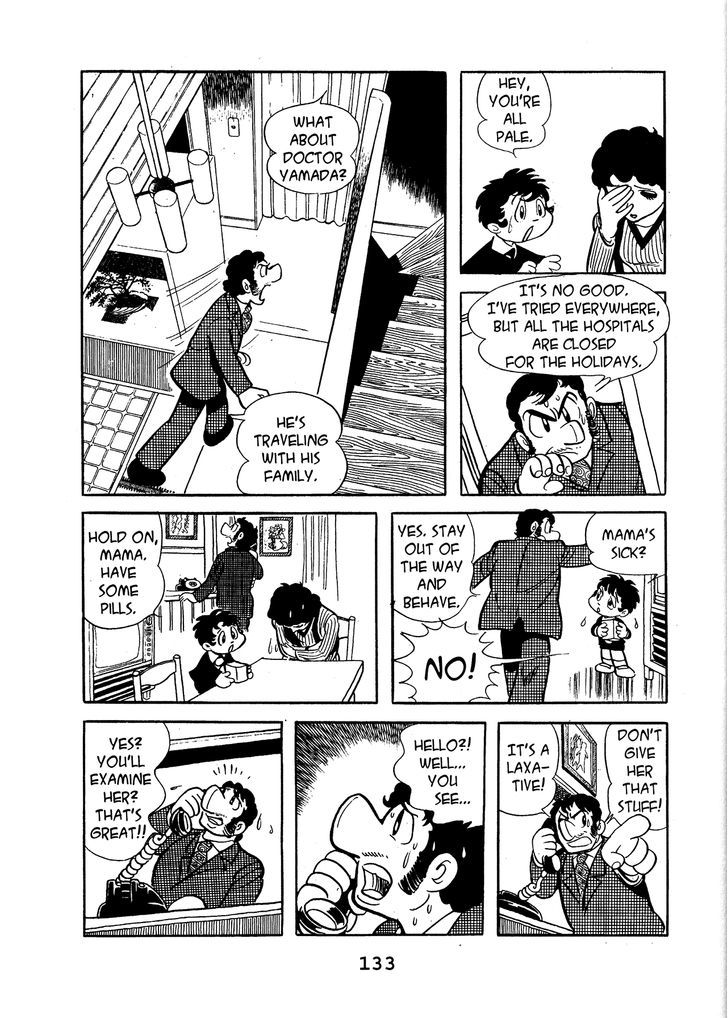 HEY,
YOU'RE
ALL
PALE.
IT'S NO GOOD.
I'VE TRIED EVERYWHERE,
BUT ALL THE HOSPITALS
ARE CLOSED
FOR THE HOLIDAYS.
WHAT
ABOUT
DOCTOR
YAMADA?
HE'S
TRAVELING
WITH HIS
FAMILY.
MAMA'S
SICK?
YES. STAY
OUT OF
THE WAY
AND
BEHAVE.
NO!
HOLD ON,
MAMA.
HAVE
SOME
PILLS.
DON'T
GIVE
HER
THAT
STUFF!
IT'S A
LAXA-
TIVE!
HELLO?!
WELL...
YOU
SEE...
YES?
YOU'LL
EXAMINE
HER?
THAT'S
GREAT!!
133